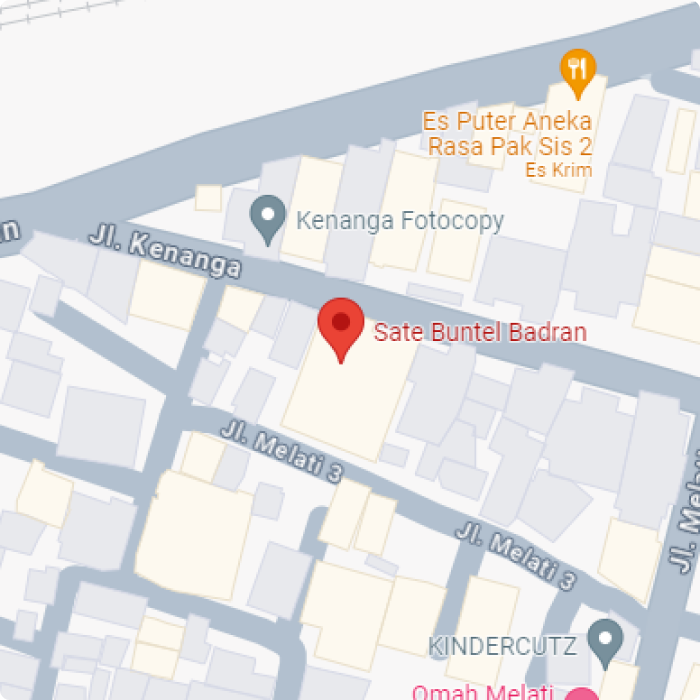 Es Puter Aneka
Rasa Pak Sis 2
Es Krim
Kenanga Fotocopy
Jl. Kenanga
Sate Buntel Badran
Jl. Melati 3
Jl. Melati 3
KINDERCUTZ
Omah Melati